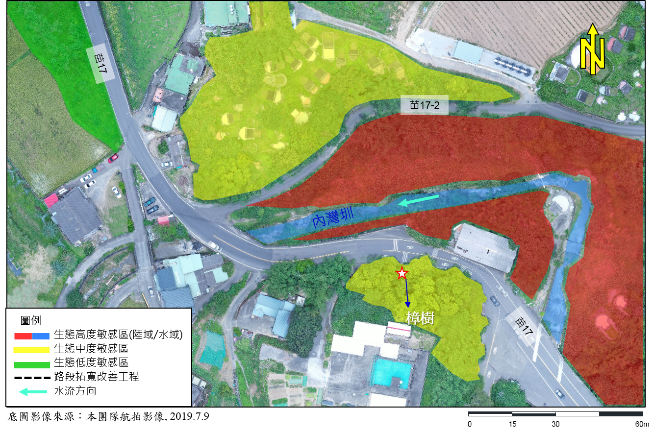 苗17
N
苗17-2
內灣圳
樟樹
苗17
圖例
生態高度敏感區(陸域/水域)
生態中度敏感區
生態低度敏感區
路段拓寬改善工程
水流方向
底圖影像來源：本團隊航拍影像, 2019.7.9
0 15 30 60m